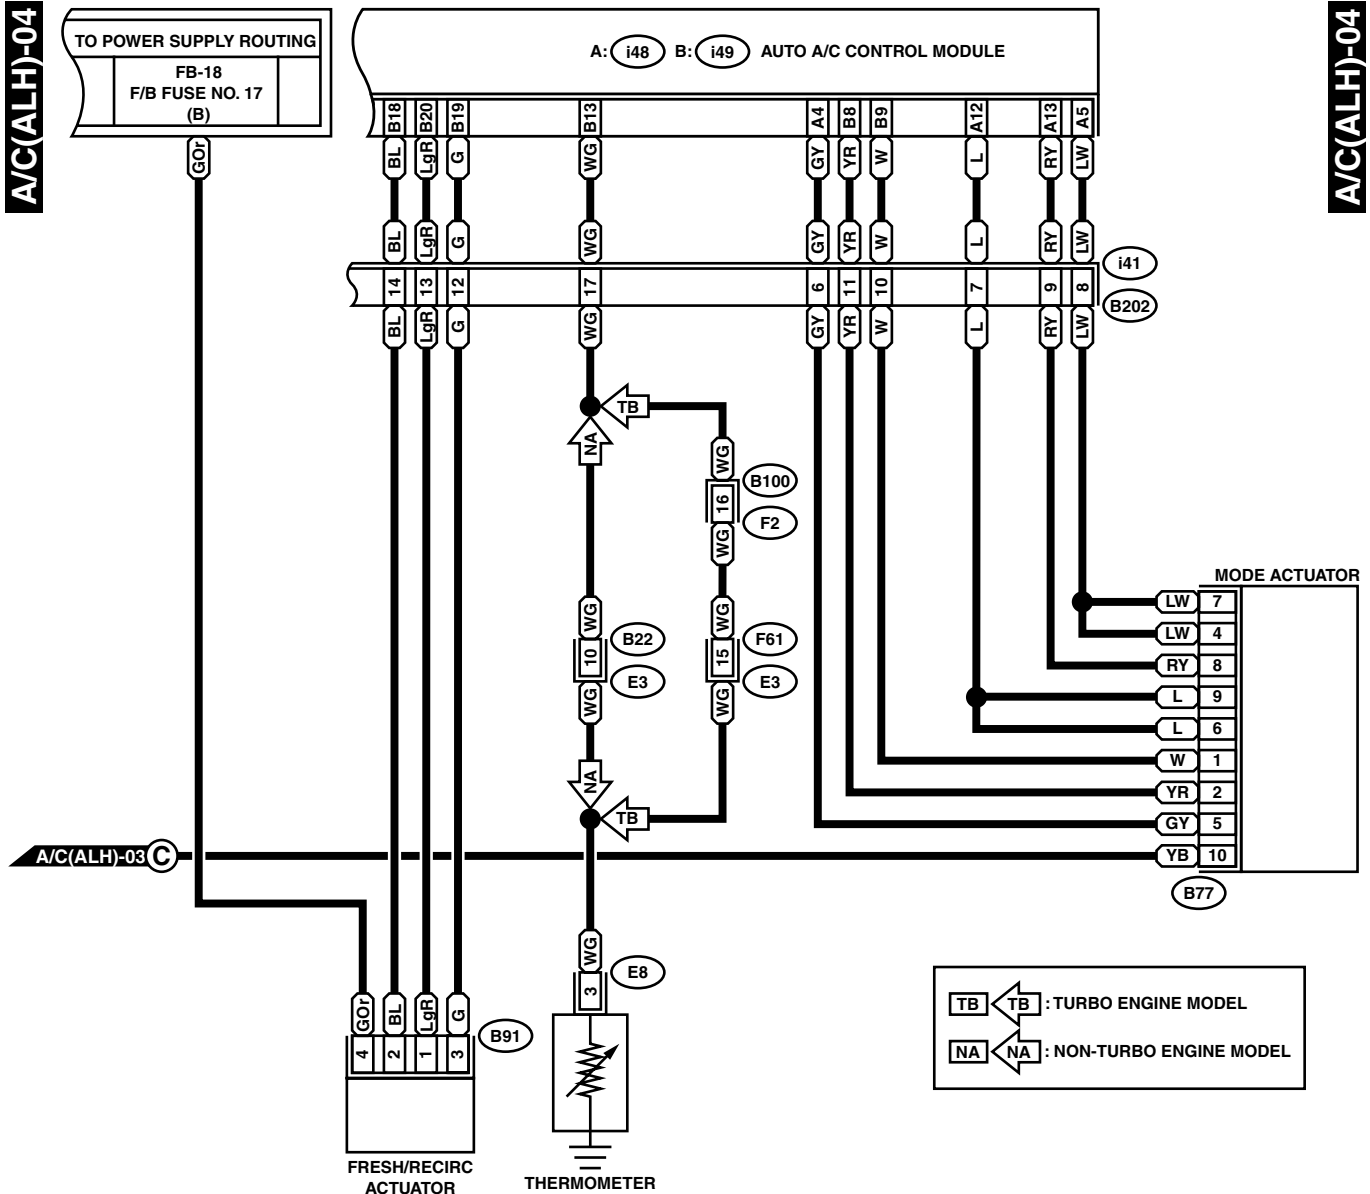 A/C(ALH)-04
A/C(ALH)-04
TO POWER SUPPLY ROUTING
FB-18
F/B FUSE NO. 17
(B)
A: i48 B: i49 AUTO A/C CONTROL MODULE
B18 B20 B19 B13 A4 B8 B9 A12 A13 A5
GOr BL LgR G WG GY YR W L RY LW
BL LgR G WG GY YR W L RY LW
i41
14 13 12 17 6 11 10 7 9 8
B202
BL LgR G WG GY YR W L RY LW
TB
NA
WG
B100
16
F2
WG
MODE ACTUATOR
WG WG
LW 7
B22 F61
LW 4
10 15
RY 8
E3 E3
L 9
WG WG
L 6
W 1
NA
YR 2
TB
GY 5
A/C(ALH)-03 C
YB 10
B77
WG
E8
3
GOr BL LgR G
B91
4 2 1 3
TB TB : TURBO ENGINE MODEL
NA NA : NON-TURBO ENGINE MODEL
FRESH/RECIRC
ACTUATOR
THERMOMETER